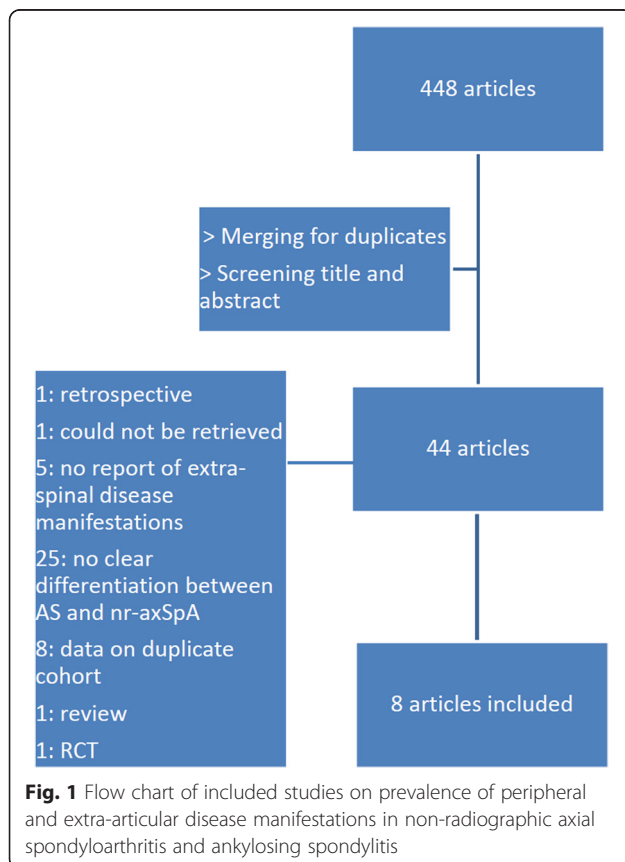 448 articles
> Merging for duplicates
> Screening title and
abstract
1: retrospective
1: could not be retrieved
5: no report of extra-
spinal disease
manifestations
25: no clear
differentiation between
AS and nr-axSpA
8: data on duplicate
cohort
1: review
1: RCT
44 articles
8 articles included
Fig. 1 Flow chart of included studies on prevalence of peripheral
and extra-articular disease manifestations in non-radiographic axial
spondyloarthritis and ankylosing spondylitis